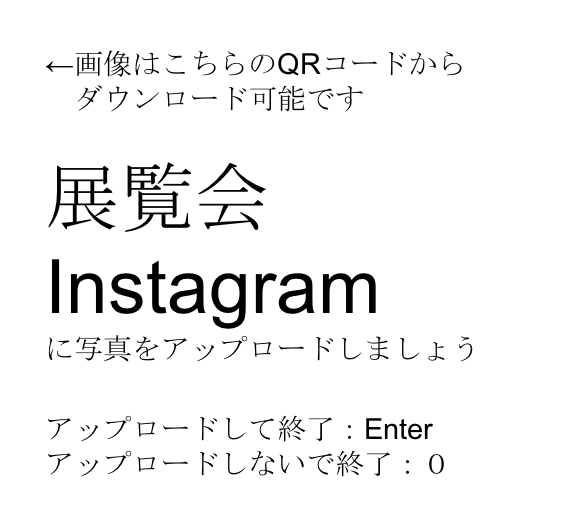 ←画像はこちらのQRコードから
ダウンロード可能です
展覧会
Instagram
に写真をアップロードしましょう
アップロードして終了：Enter
アップロードしないで終了：０